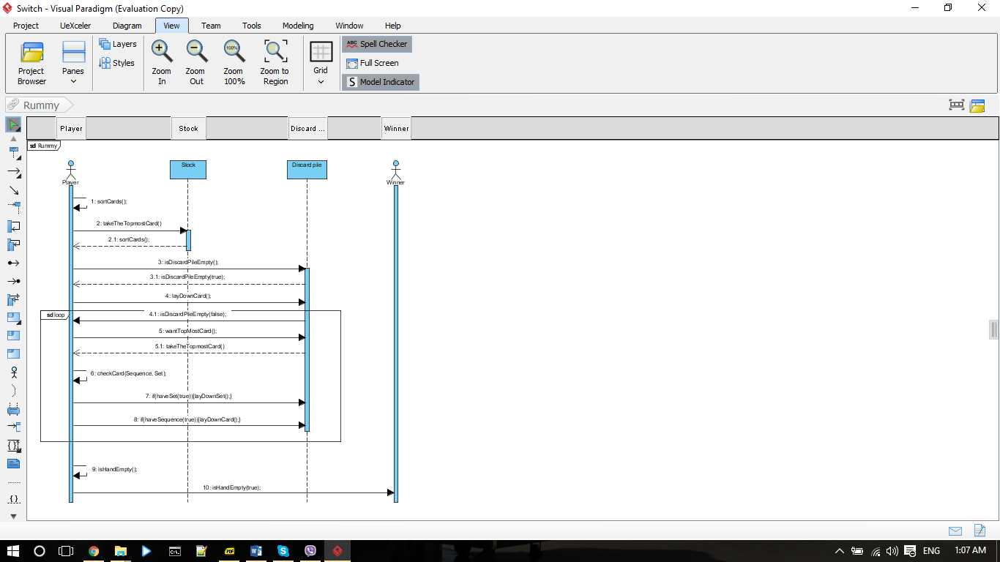 Switch - Visual Paradigm (Evaluation Copy)
Project UeXceler Diagram View Team Tools Modeling Window Help
Project Browser
Panes
Layers
Styles
Zoom In
Zoom Out
100%
Zoom 100%
Zoom to Region
Grid
ABC Spell Checker
Full Screen
S Model Indicator
Rummy
Player Stock Discard ... Winner
sd Rummy
Stock Discard pile
Player Winner
1: sortCards();
2: takeTheTopmostCard()
2.1: sortCards();
3: isDiscardPileEmpty();
3.1: isDiscardPileEmpty(true);
4: layDownCard();
sd loop
4.1: isDiscardPileEmpty(false);
5: wantTopMostCard();
5.1: takeTheTopmostCard()
6: checkCard(Sequence, Set);
7: if(haveSet(true)){layDownSet();}
8: if(haveSequence(true)){layDownCard();}
9: isHandEmpty();
10: isHandEmpty(true);
C:\.
PDF
ENG 1:07 AM